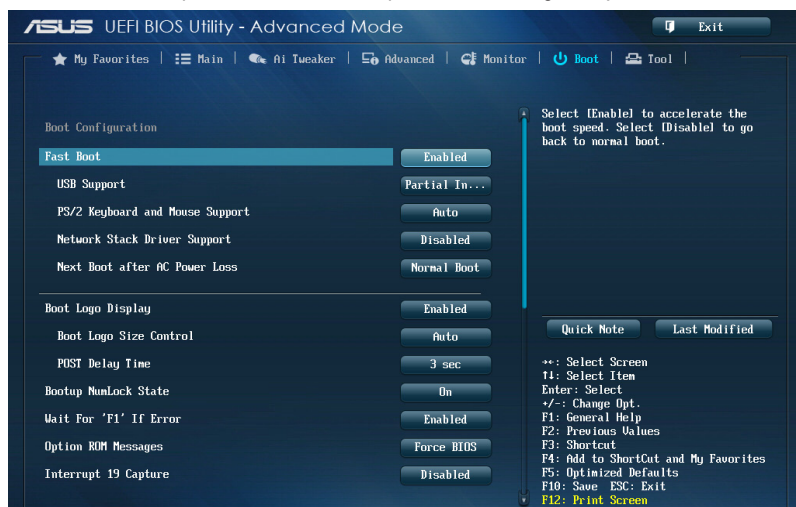 ASUS UEFI BIOS Utility - Advanced Mode
Exit
My Favorites | Main | Ai Tweaker | Advanced | Monitor | Boot | Tool |
Boot Configuration
Fast Boot Enabled
USB Support Partial In...
PS/2 Keyboard and Mouse Support Auto
Network Stack Driver Support Disabled
Next Boot after AC Power Loss Normal Boot
Boot Logo Display Enabled
Boot Logo Size Control Auto
POST Delay Time 3 sec
Bootup NumLock State On
Wait For 'F1' If Error Enabled
Option ROM Messages Force BIOS
Interrupt 19 Capture Disabled
Select [Enable] to accelerate the
boot speed. Select [Disable] to go
back to normal boot.
Quick Note Last Modified
→←: Select Screen
↑↓: Select Item
Enter: Select
+/-: Change Opt.
F1: General Help
F2: Previous Values
F3: Shortcut
F4: Add to ShortCut and My Favorites
F5: Optimized Defaults
F10: Save ESC: Exit
F12: Print Screen